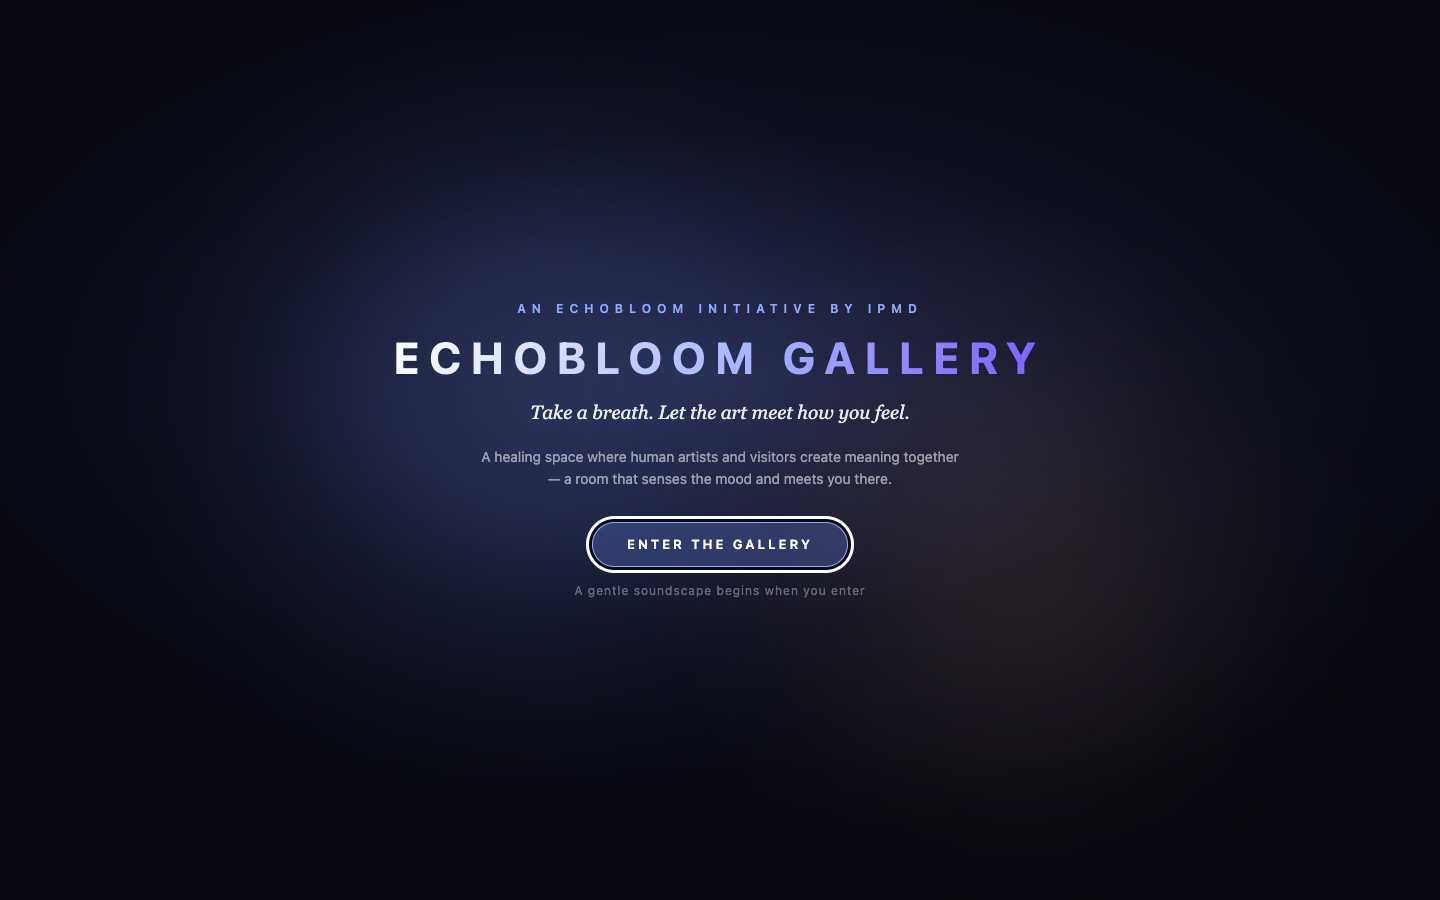 AN ECHOBLOOM INITIATIVE BY IPMD
ECHOBLOOM GALLERY
Take a breath. Let the art meet how you feel.
A healing space where human artists and visitors create meaning together
— a room that senses the mood and meets you there.
ENTER THE GALLERY
A gentle soundscape begins when you enter